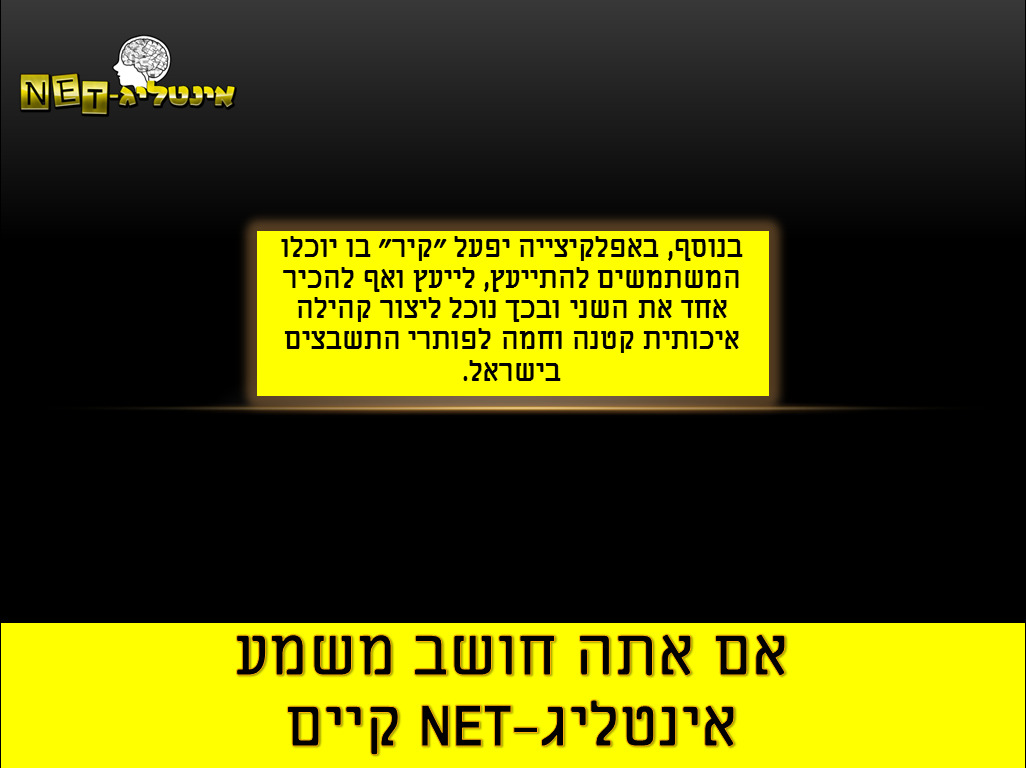 אינטליג-NET
בנוסף, באפלקיצייה יפעל "קיר" בו יוכלו
המשתמשים להתייעץ, לייעץ ואף להכיר
אחד את השני ובכך נוכל ליצור קהילה
איכותית קטנה וחמה לפותרי התשבצים
בישראל.
אם אתה חושב משמע
אינטליג-NET קיים